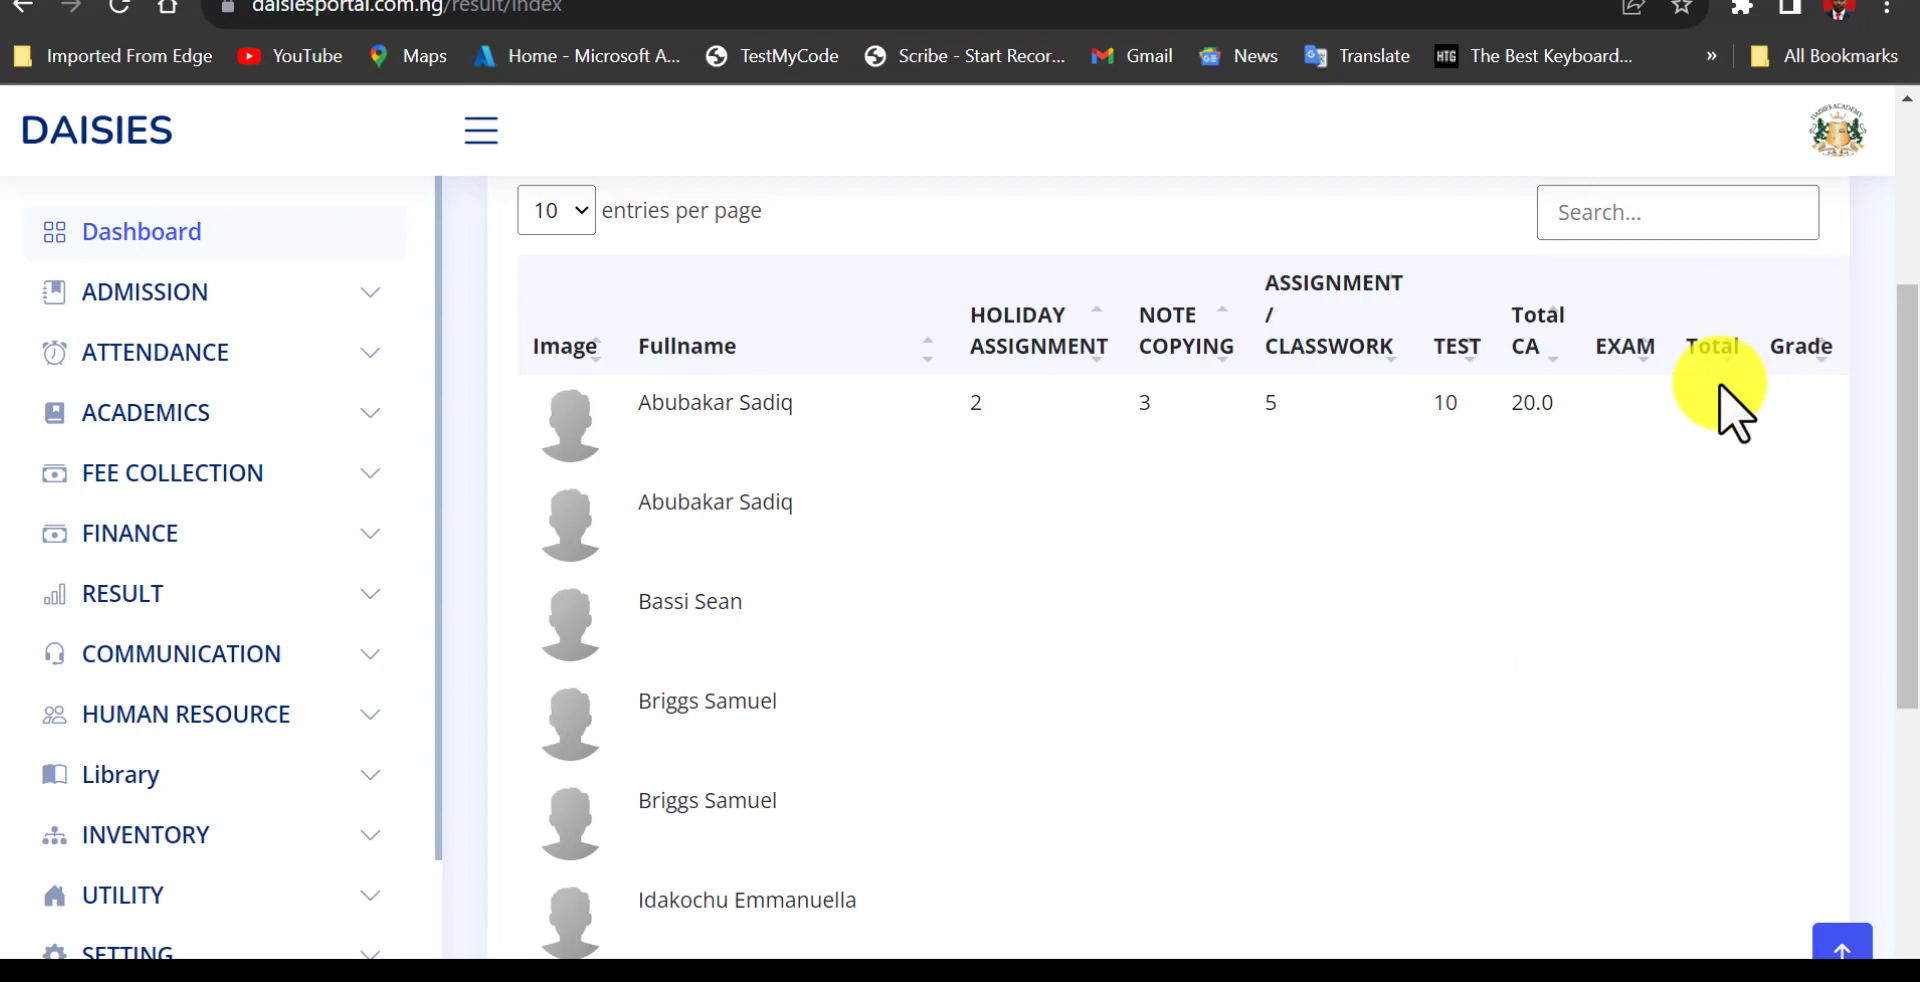 daisiesportal.com.ng/result/index
Imported From Edge YouTube Maps Home - Microsoft A... TestMyCode Scribe - Start Recor... Gmail News HTG Translate The Best Keyboard... » All Bookmarks
DAISIES
DAISIES ACADEMY
10 entries per page Search...
Dashboard
ADMISSION
ATTENDANCE
ACADEMICS
FEE COLLECTION
FINANCE
RESULT
COMMUNICATION
HUMAN RESOURCE
Library
INVENTORY
UTILITY
SETTING
Image Fullname HOLIDAY ASSIGNMENT NOTE COPYING ASSIGNMENT / CLASSWORK TEST Total CA EXAM Total Grade
Abubakar Sadiq 2 3 5 10 20.0
Abubakar Sadiq
Bassi Sean
Briggs Samuel
Briggs Samuel
Idakochu Emmanuella